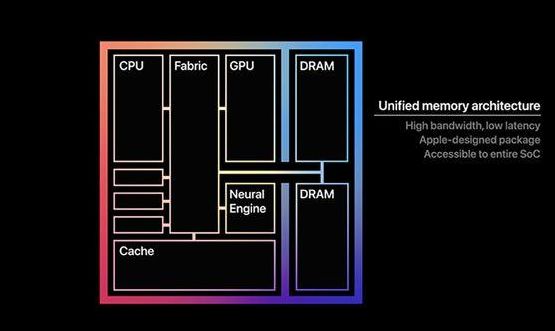 CPU
Fabric
GPU
DRAM
Unified memory architecture
High bandwidth, low latency
Apple-designed package
Accessible to entire SoC
Neural
Engine
DRAM
Cache